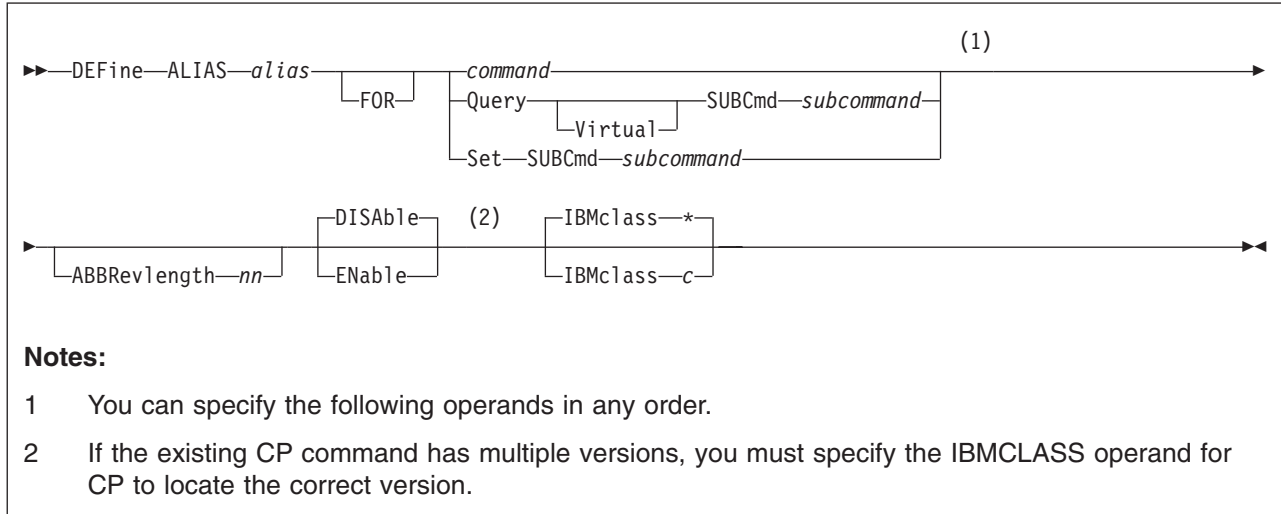 (1)
DEFine ALIAS alias FOR command
Query Virtual SUBCmd subcommand
Set SUBCmd subcommand
ABBRevlength nn DISAble ENable (2) IBMclass * IBMclass c
Notes:
1 You can specify the following operands in any order.
2 If the existing CP command has multiple versions, you must specify the IBMCLASS operand for
CP to locate the correct version.